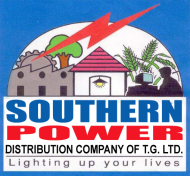 SOUTHERN
POWER
DISTRIBUTION COMPANY OF T.G. LTD.
Lighting up your lives